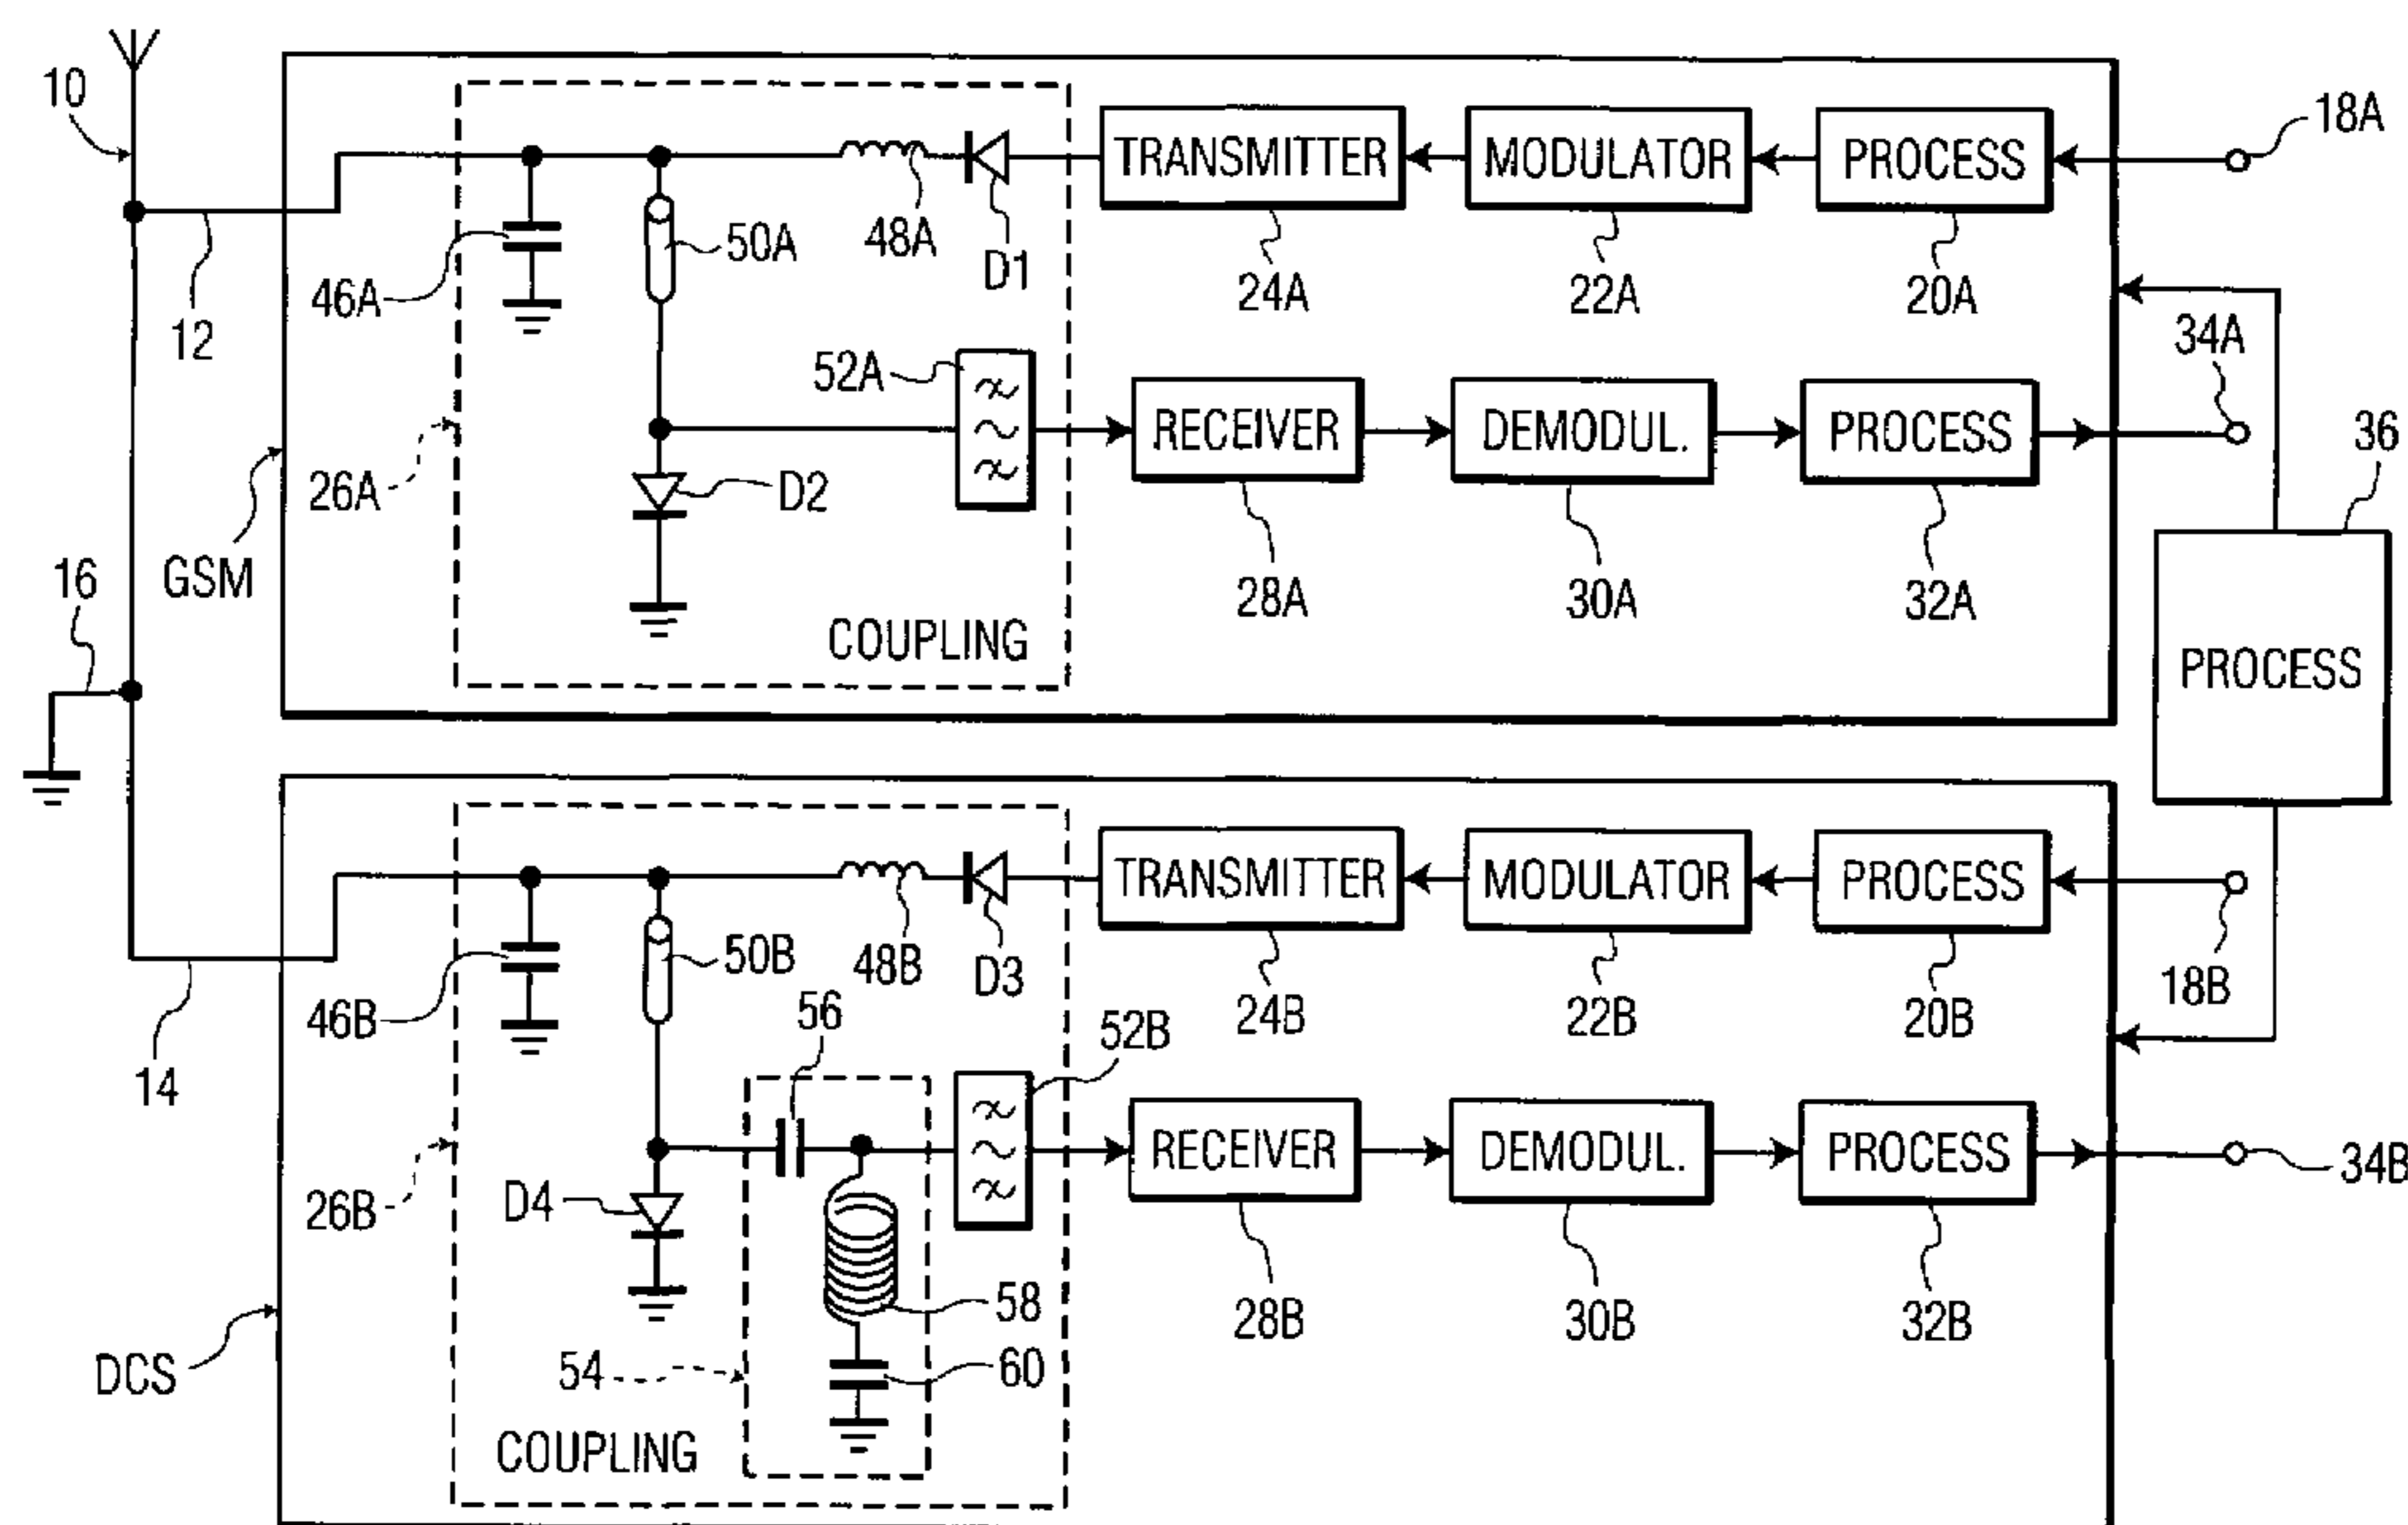 10
TRANSMITTER
MODULATOR
PROCESS
18A
46A
50A
48A
D1
24A
22A
20A
12
52A
34A
RECEIVER
DEMODUL.
PROCESS
36
26A
D2
16
GSM
28A
30A
32A
COUPLING
PROCESS
TRANSMITTER
MODULATOR
PROCESS
50B
48B
D3
18B
46B
56
52B
24B
22B
20B
14
RECEIVER
DEMODUL.
PROCESS
34B
26B
D4
58
28B
30B
32B
DCS
54
60
COUPLING